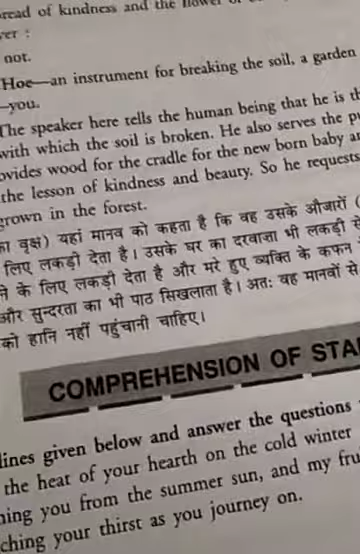 read of kindness and the flower of
er :
not.
Hoe—an instrument for breaking the soil, a garden
—you.
The speaker here tells the human being that he is th
with which the soil is broken. He also serves the pu
ovides wood for the cradle for the new born baby an
the lesson of kindness and beauty. So he requests
grown in the forest.
का वृक्ष) यहां मानव को कहता है कि वह उसके औजारों (
लिए लकड़ी देता है। उसके घर का दरवाज़ा भी लकड़ी से
ने के लिए लकड़ी देता है और मरे हुए व्यक्ति के कफन
और सुन्दरता का भी पाठ सिखलाता है। अतः वह मानवों से
को हानि नहीं पहुंचानी चाहिए।
COMPREHENSION OF STA
lines given below and answer the questions
the heat of your hearth on the cold winter
ning you from the summer sun, and my fru
ching your thirst as you journey on.